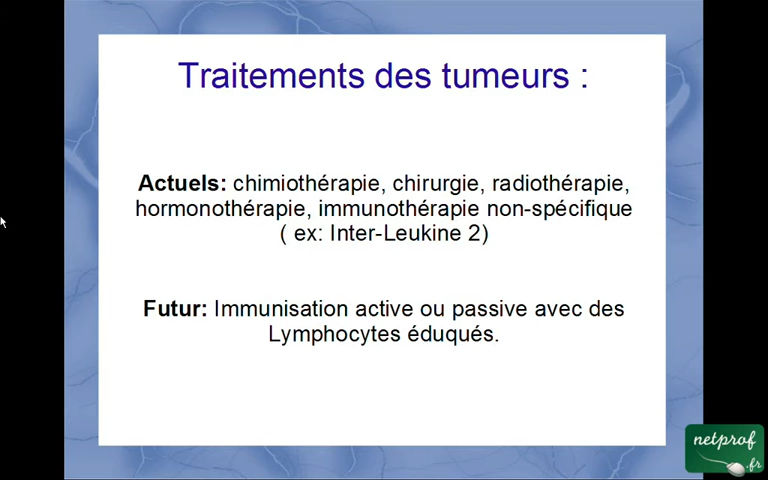 Traitements des tumeurs :
Actuels: chimiothérapie, chirurgie, radiothérapie,
hormonothérapie, immunothérapie non-spécifique
( ex: Inter-Leukine 2)
Futur: Immunisation active ou passive avec des
Lymphocytes éduqués.
netprof
.fr